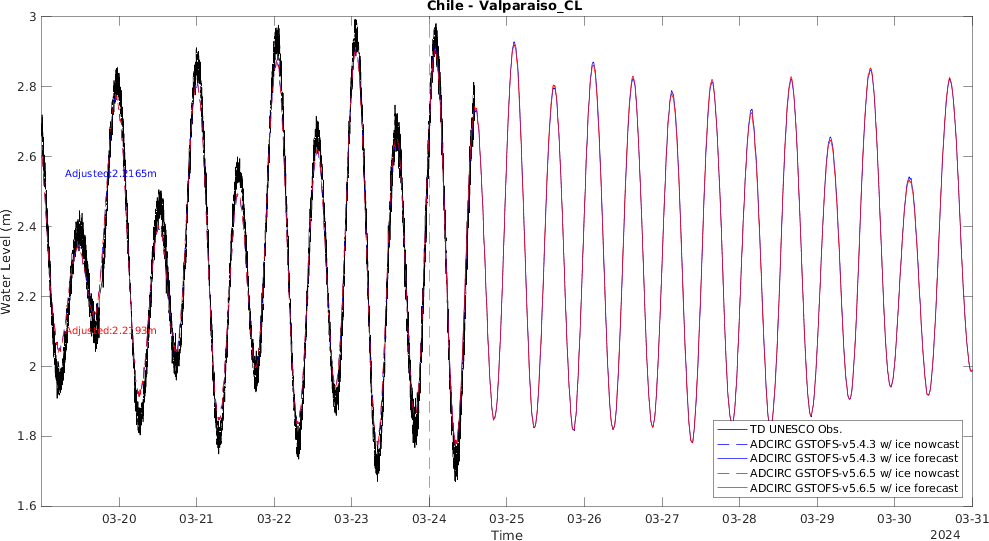 Chile - Valparaiso_CL
3
2.8
2.6
2.4
2.2
2
1.8
1.6
Water Level (m)
Adjusted:2.2165m
Adjusted:2.2193m
TD UNESCO Obs.
ADCIRC GSTOFS-v5.4.3 w/ ice nowcast
ADCIRC GSTOFS-v5.4.3 w/ ice forecast
ADCIRC GSTOFS-v5.6.5 w/ ice nowcast
ADCIRC GSTOFS-v5.6.5 w/ ice forecast
03-20 03-21 03-22 03-23 03-24 03-25 03-26 03-27 03-28 03-29 03-30 03-31
Time
2024